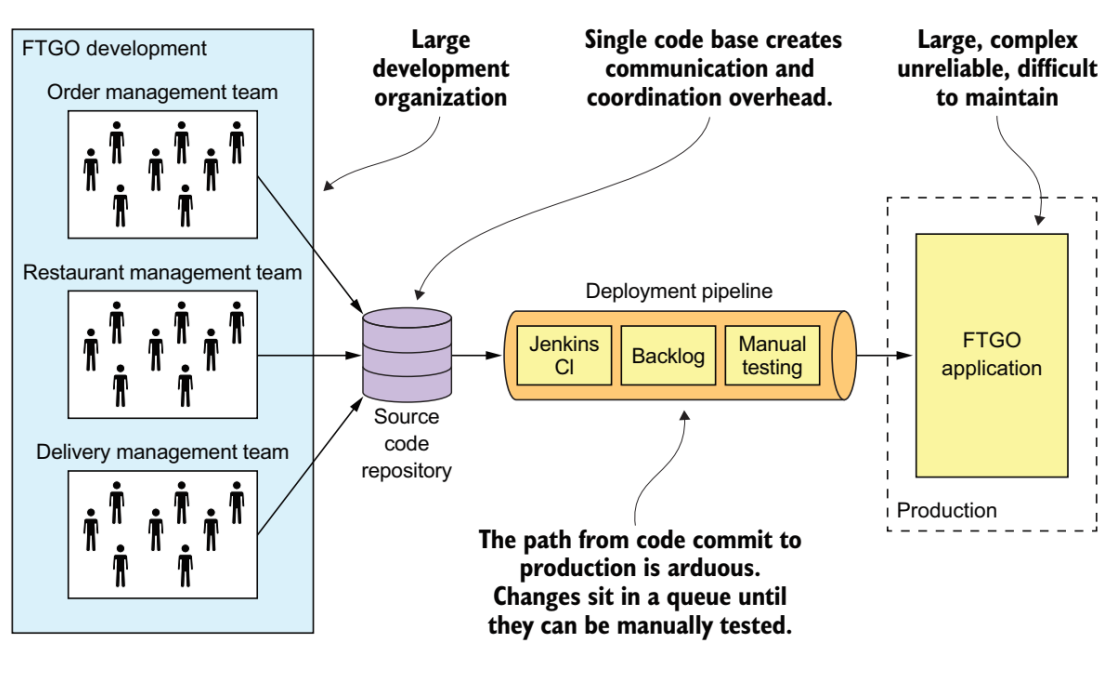 FTGO development
Order management team
Restaurant management team
Delivery management team
Large
development
organization
Single code base creates
communication and
coordination overhead.
Large, complex
unreliable, difficult
to maintain
Source
code
repository
Deployment pipeline
Jenkins
CI
Backlog
Manual
testing
The path from code commit to
production is arduous.
Changes sit in a queue until
they can be manually tested.
FTGO
application
Production